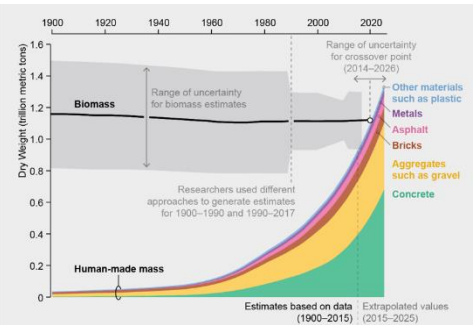 1900 1920 1940 1960 1980 2000 2020
Dry Weight (trillion metric tons)
1.6
1.4
1.2
1.0
0.8
0.6
0.4
0.2
0
Range of uncertainty
for crossover point
(2014–2026)
Biomass
Range of uncertainty
for biomass estimates
Researchers used different
approaches to generate estimates
for 1900–1990 and 1990–2017
Human-made mass
Other materials
such as plastic
Metals
Asphalt
Bricks
Aggregates
such as gravel
Concrete
Estimates based on data
(1900–2015)
Extrapolated values
(2015–2025)